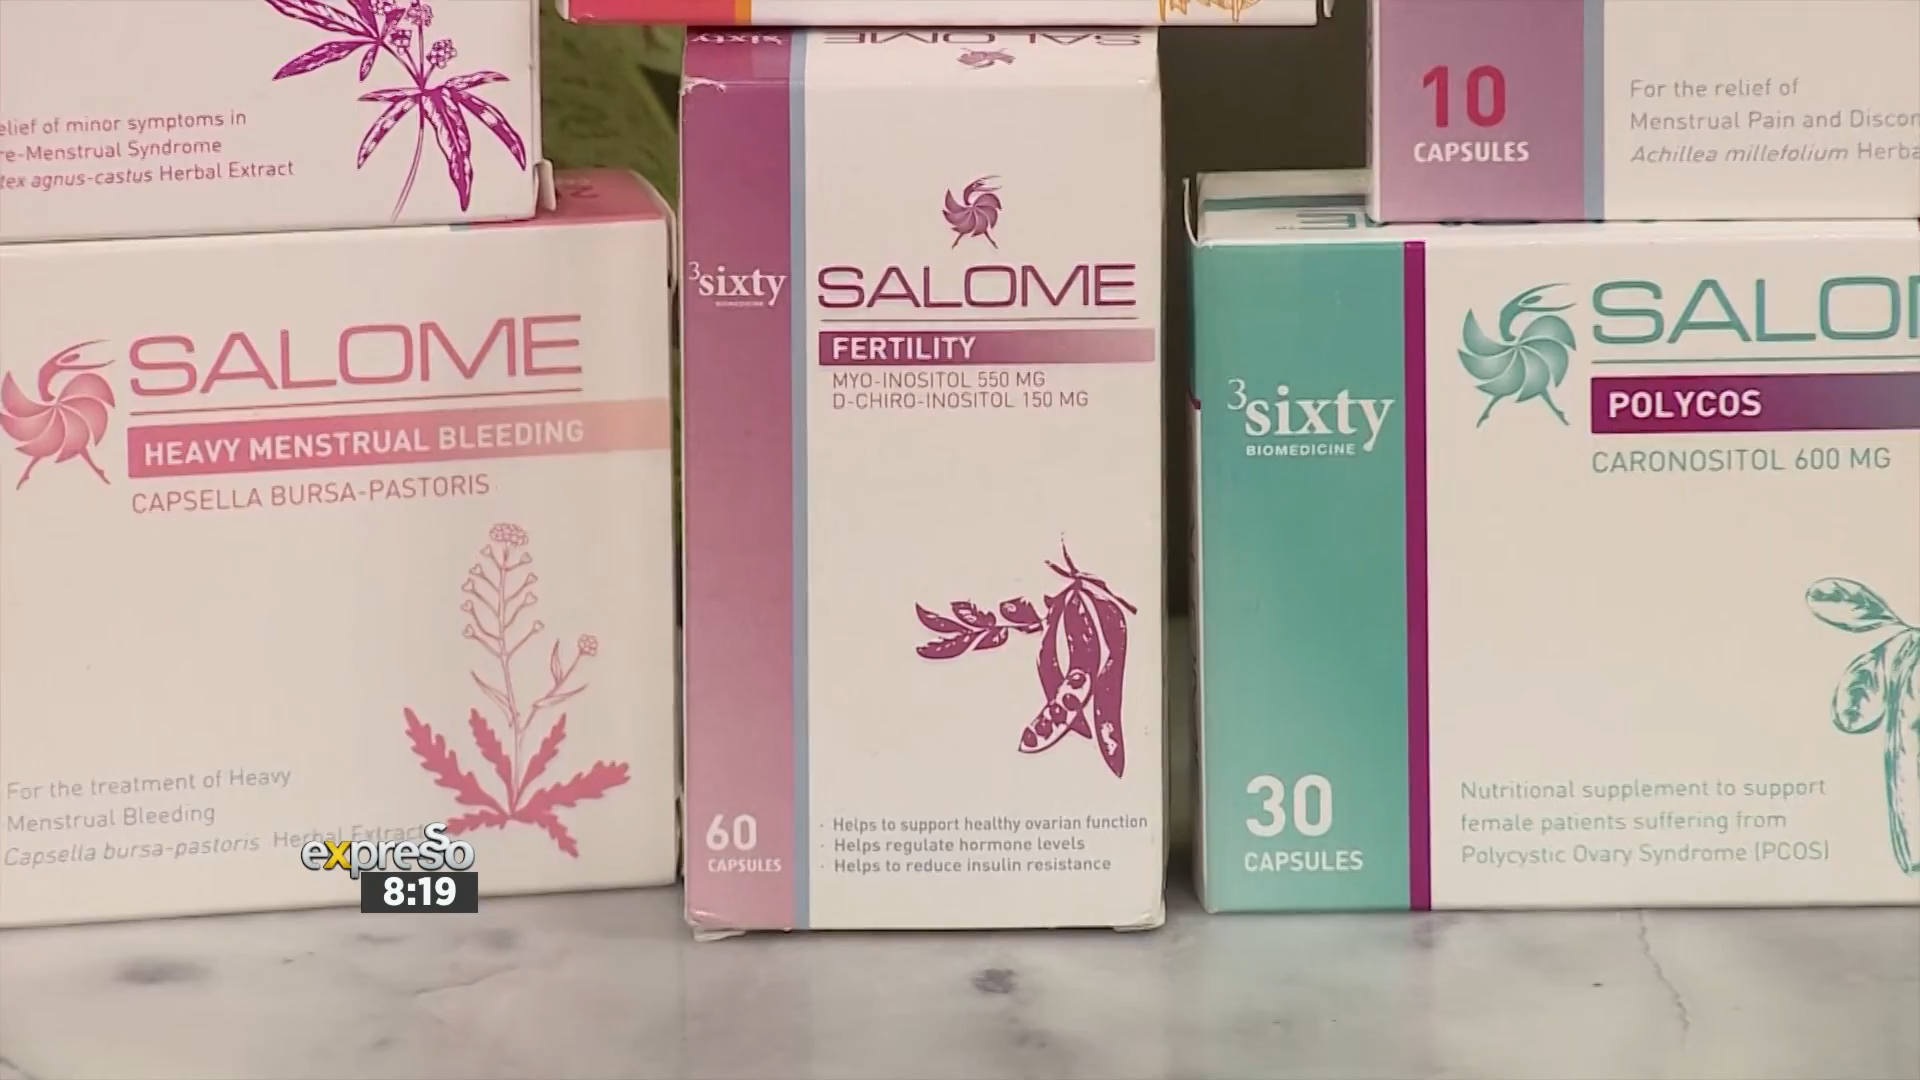 elief of minor symptoms in
re-Menstrual Syndrome
tex agnus-castus Herbal Extract
SALOME
HEAVY MENSTRUAL BLEEDING
CAPSELLA BURSA-PASTORIS
For the treatment of Heavy
Menstrual Bleeding
Capsella bursa-pastoris Herbal Extract
expresso
8:19
3sixty
SALOME
3sixty
BIOMEDICINE
SALOME
FERTILITY
MYO-INOSITOL 550 MG
D-CHIRO-INOSITOL 150 MG
60
CAPSULES
· Helps to support healthy ovarian function
· Helps regulate hormone levels
· Helps to reduce insulin resistance
10
CAPSULES
For the relief of
Menstrual Pain and Discom
Achillea millefolium Herba
3sixty
BIOMEDICINE
SALOM
POLYCOS
CARONOSITOL 600 MG
30
CAPSULES
Nutritional supplement to support
female patients suffering from
Polycystic Ovary Syndrome (PCOS)